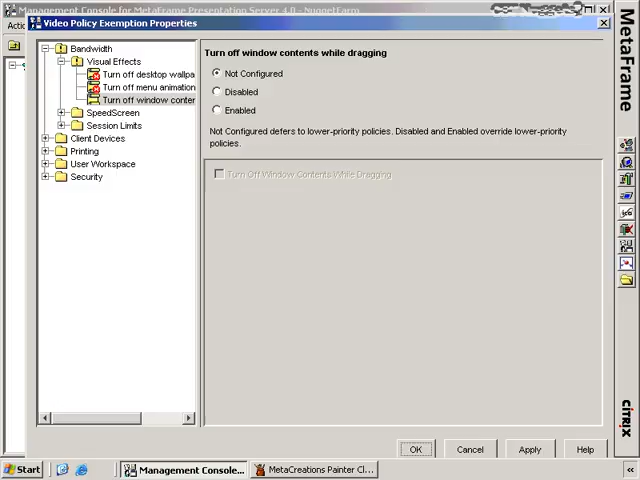 Management Console for MetaFrame Presentation Server 4.0 - NuggetFarm
Actio
Video Policy Exemption Properties
Bandwidth
Visual Effects
Turn off desktop wallpa
Turn off menu animation
Turn off window conter
SpeedScreen
Session Limits
Client Devices
Printing
User Workspace
Security
Turn off window contents while dragging
Not Configured
Disabled
Enabled
Not Configured defers to lower-priority policies. Disabled and Enabled override lower-priority
policies.
Turn Off Window Contents While Dragging
OK
Cancel
Apply
Help
MetaFrame
CITRIX
Start
Management Console...
MetaCreations Painter Cl...